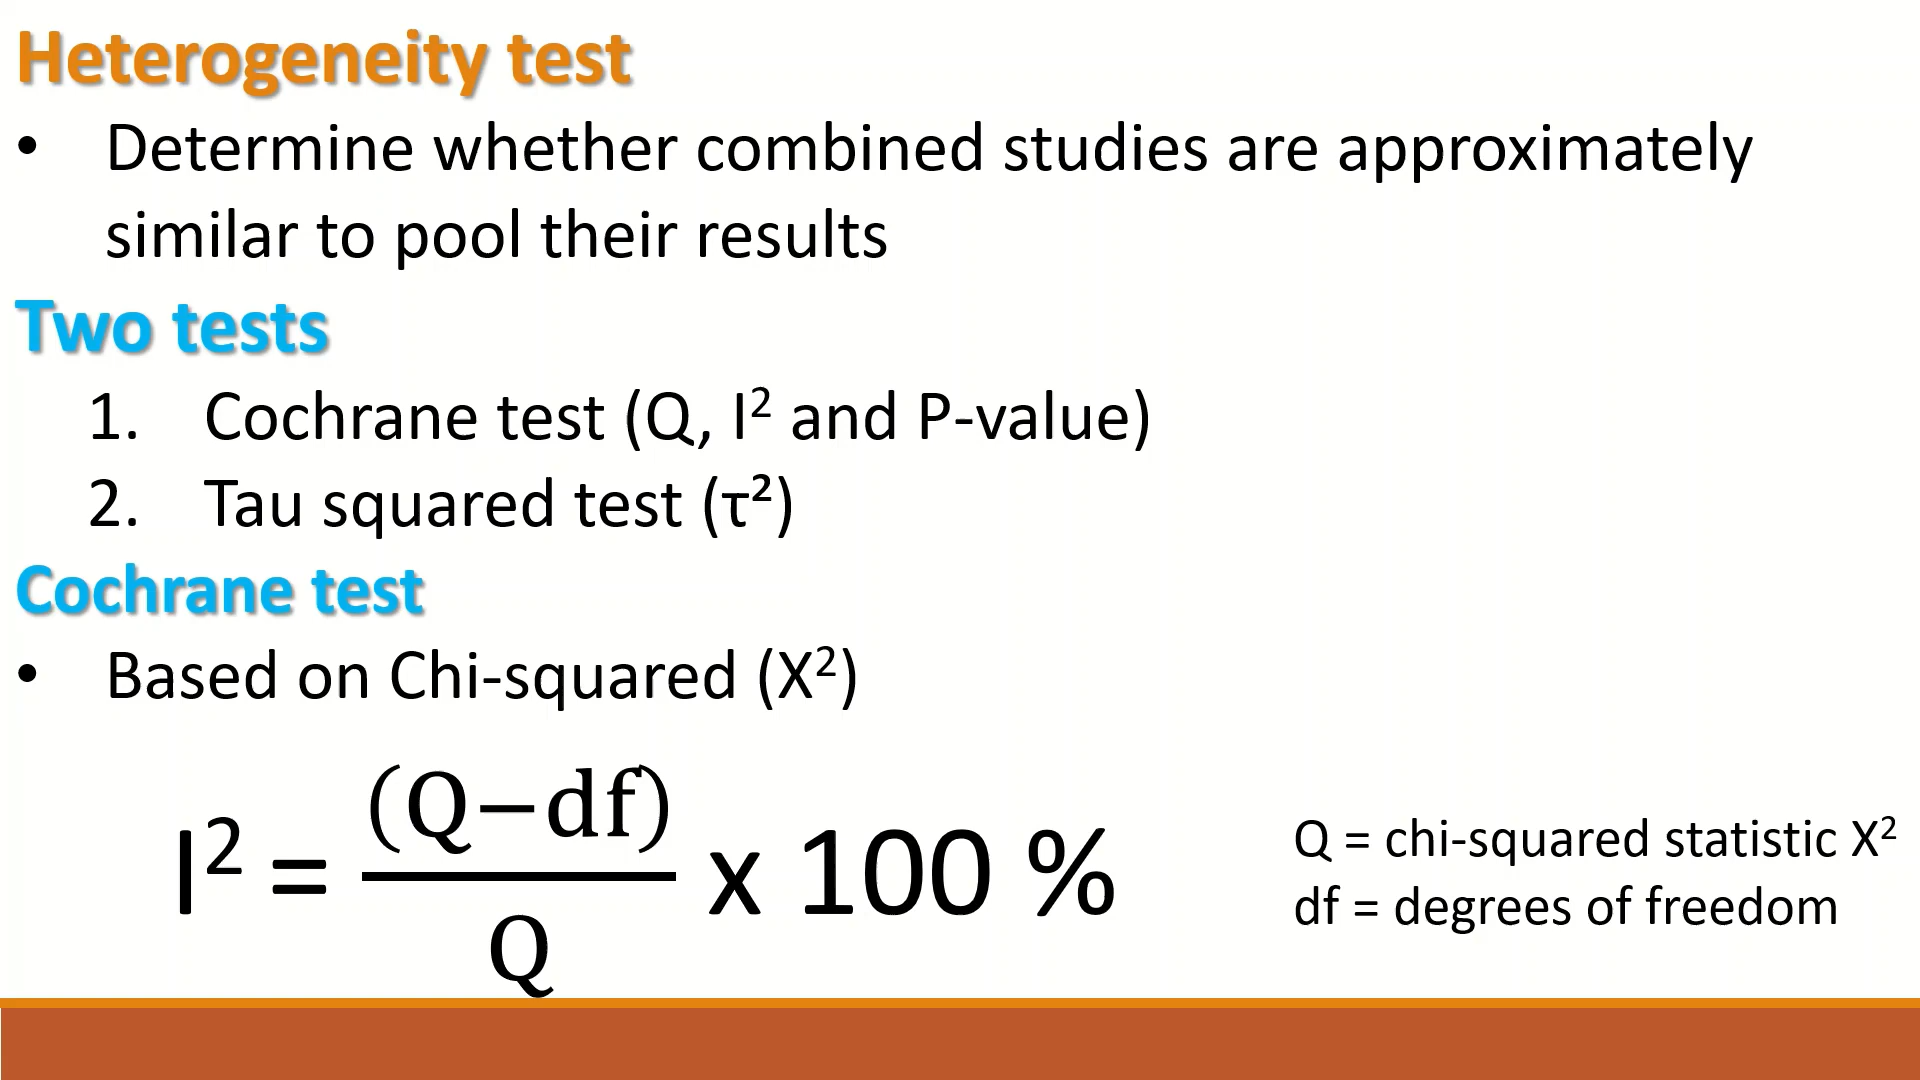 Heterogeneity test
• Determine whether combined studies are approximately
similar to pool their results
Two tests
1. Cochrane test (Q, I² and P-value)
2. Tau squared test (τ²)
Cochrane test
• Based on Chi-squared (X²)
I² = (Q−df)/Q x 100 %
Q = chi-squared statistic X²
df = degrees of freedom